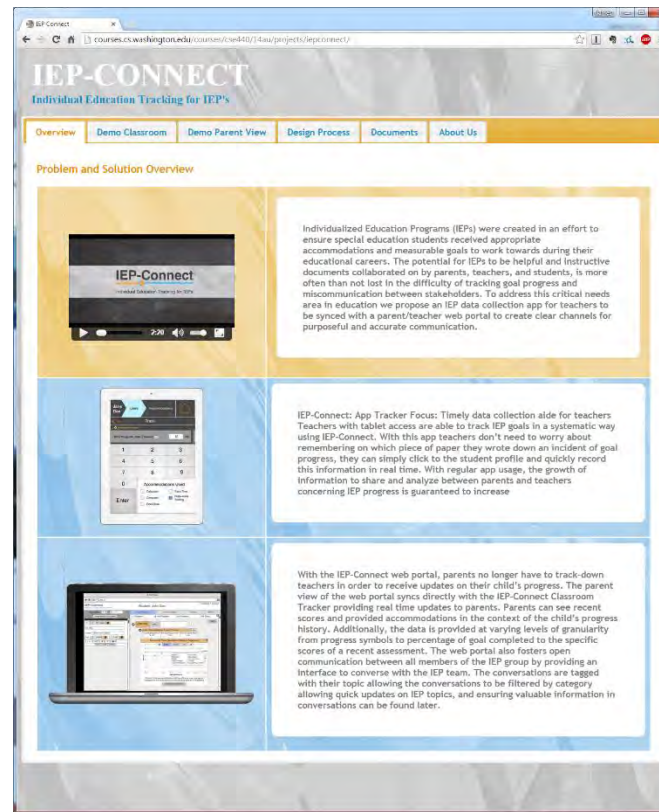 IEP Connect
courses.cs.washington.edu/courses/cse440/14au/projects/iepconnect/
IEP-CONNECT
Individual Education Tracking for IEP's
Overview
Demo Classroom
Demo Parent View
Design Process
Documents
About Us
Problem and Solution Overview
IEP-Connect
Individual Education Tracking for IEPs
2:20
Individualized Education Programs (IEPs) were created in an effort to
ensure special education students received appropriate
accommodations and measurable goals to work towards during their
educational careers. The potential for IEPs to be helpful and instructive
documents collaborated on by parents, teachers, and students, is more
often than not lost in the difficulty of tracking goal progress and
miscommunication between stakeholders. To address this critical needs
area in education we propose an IEP data collection app for teachers to
be synced with a parent/teacher web portal to create clear channels for
purposeful and accurate communication.
1 2 3
4 5 6
7 8 9
0
Accommodations Used
Enter
IEP-Connect: App Tracker Focus: Timely data collection aide for teachers
Teachers with tablet access are able to track IEP goals in a systematic way
using IEP-Connect. With this app teachers don't need to worry about
remembering on which piece of paper they wrote down an incident of goal
progress, they can simply click to the student profile and quickly record
this information in real time. With regular app usage, the growth of
information to share and analyze between parents and teachers
concerning IEP progress is guaranteed to increase
With the IEP-Connect web portal, parents no longer have to track-down
teachers in order to receive updates on their child's progress. The parent
view of the web portal syncs directly with the IEP-Connect Classroom
Tracker providing real time updates to parents. Parents can see recent
scores and provided accommodations in the context of the child's progress
history. Additionally, the data is provided at varying levels of granularity
from progress symbols to percentage of goal completed to the specific
scores of a recent assessment. The web portal also fosters open
communication between all members of the IEP group by providing an
interface to converse with the IEP team. The conversations are tagged
with their topic allowing the conversations to be filtered by category
allowing quick updates on IEP topics, and ensuring valuable information in
conversations can be found later.